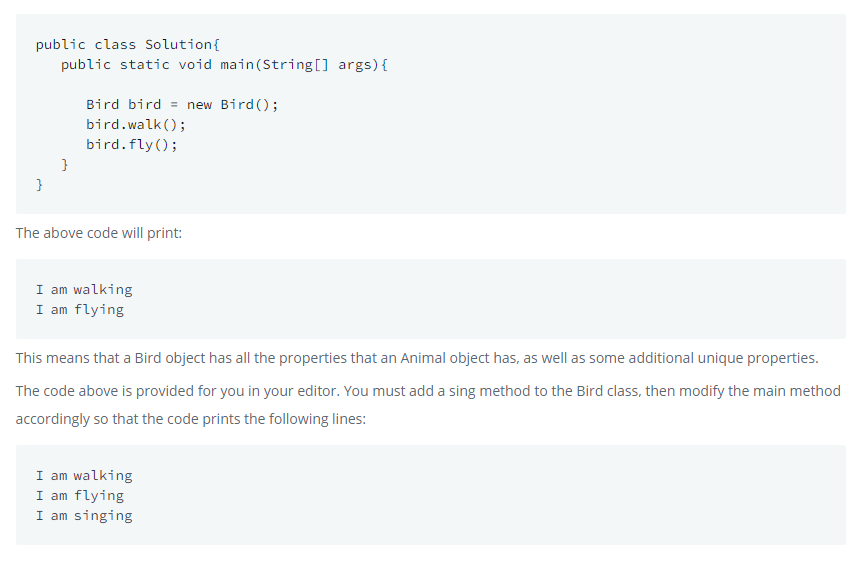 public class Solution{
public static void main(String[] args){
Bird bird = new Bird();
bird.walk();
bird.fly();
}
}
The above code will print:
I am walking
I am flying
This means that a Bird object has all the properties that an Animal object has, as well as some additional unique properties.
The code above is provided for you in your editor. You must add a sing method to the Bird class, then modify the main method
accordingly so that the code prints the following lines:
I am walking
I am flying
I am singing